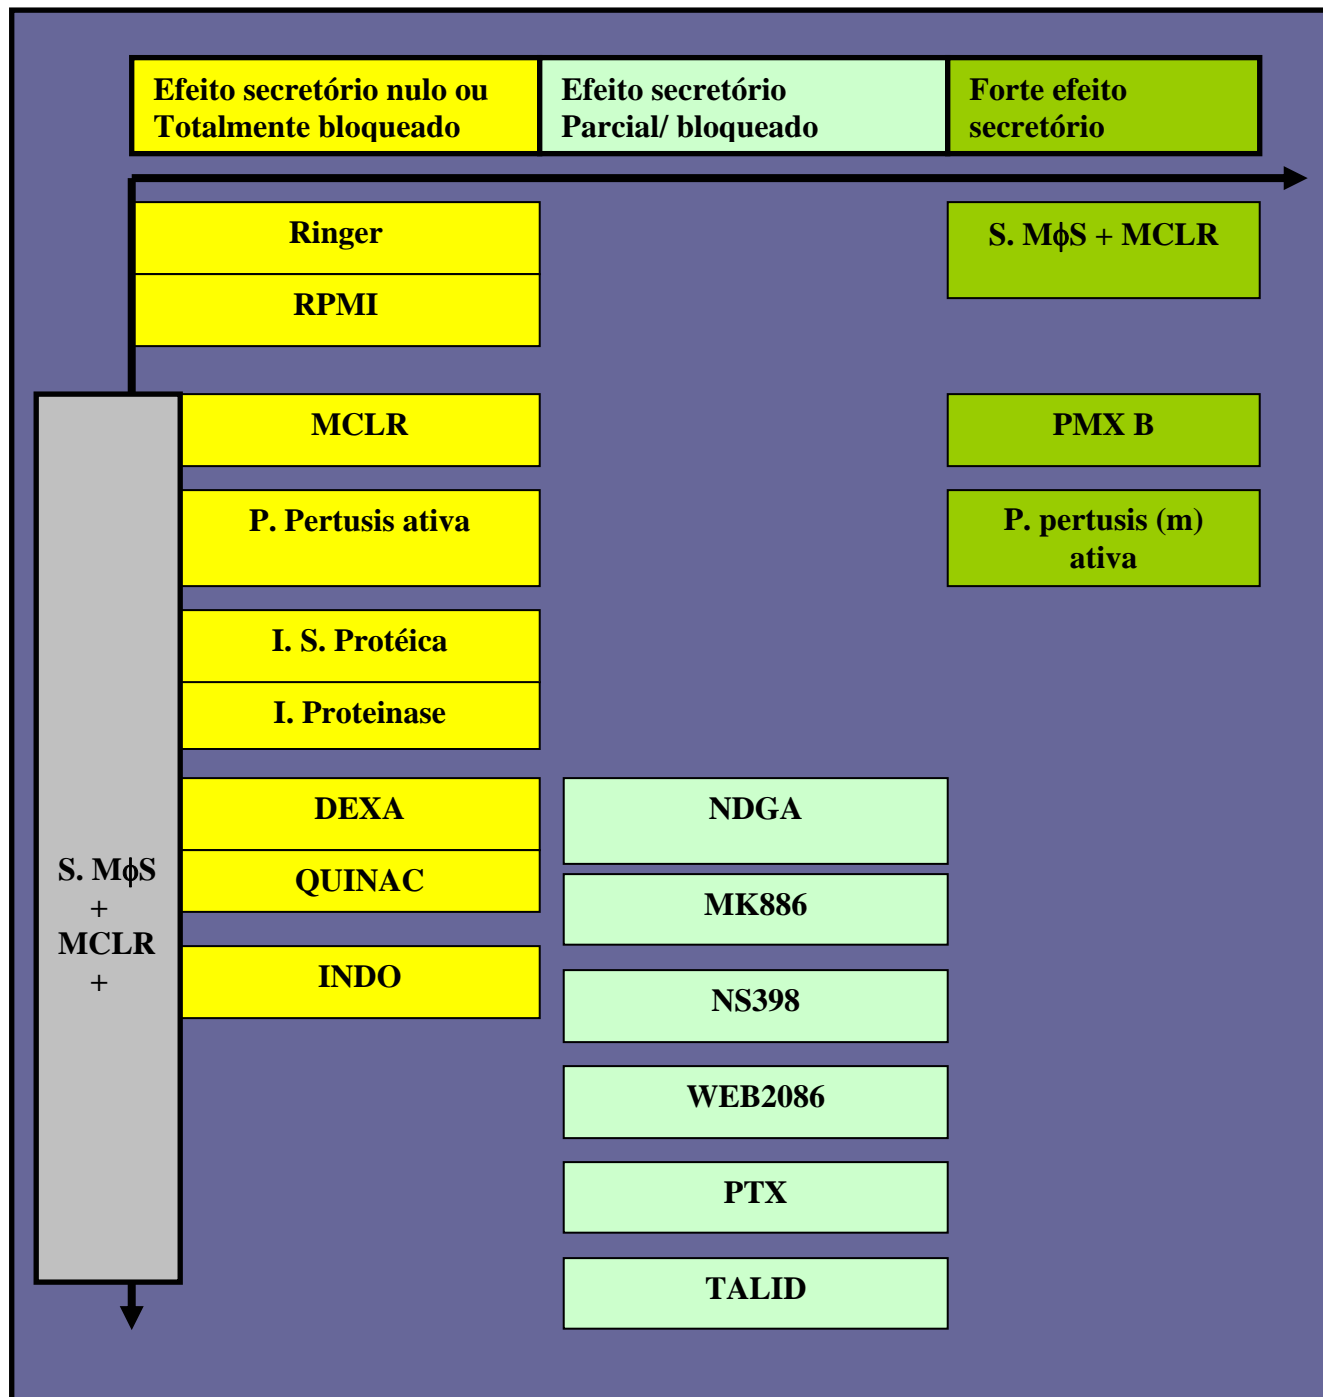 Efeito secretório nulo ou
Totalmente bloqueado
Efeito secretório
Parcial/ bloqueado
Forte efeito
secretório
Ringer
S. MϕS + MCLR
RPMI
MCLR
PMX B
P. Pertusis ativa
P. pertusis (m)
ativa
I. S. Protéica
I. Proteinase
DEXA
NDGA
S. MϕS
+
MCLR
+
QUINAC
MK886
INDO
NS398
WEB2086
PTX
TALID